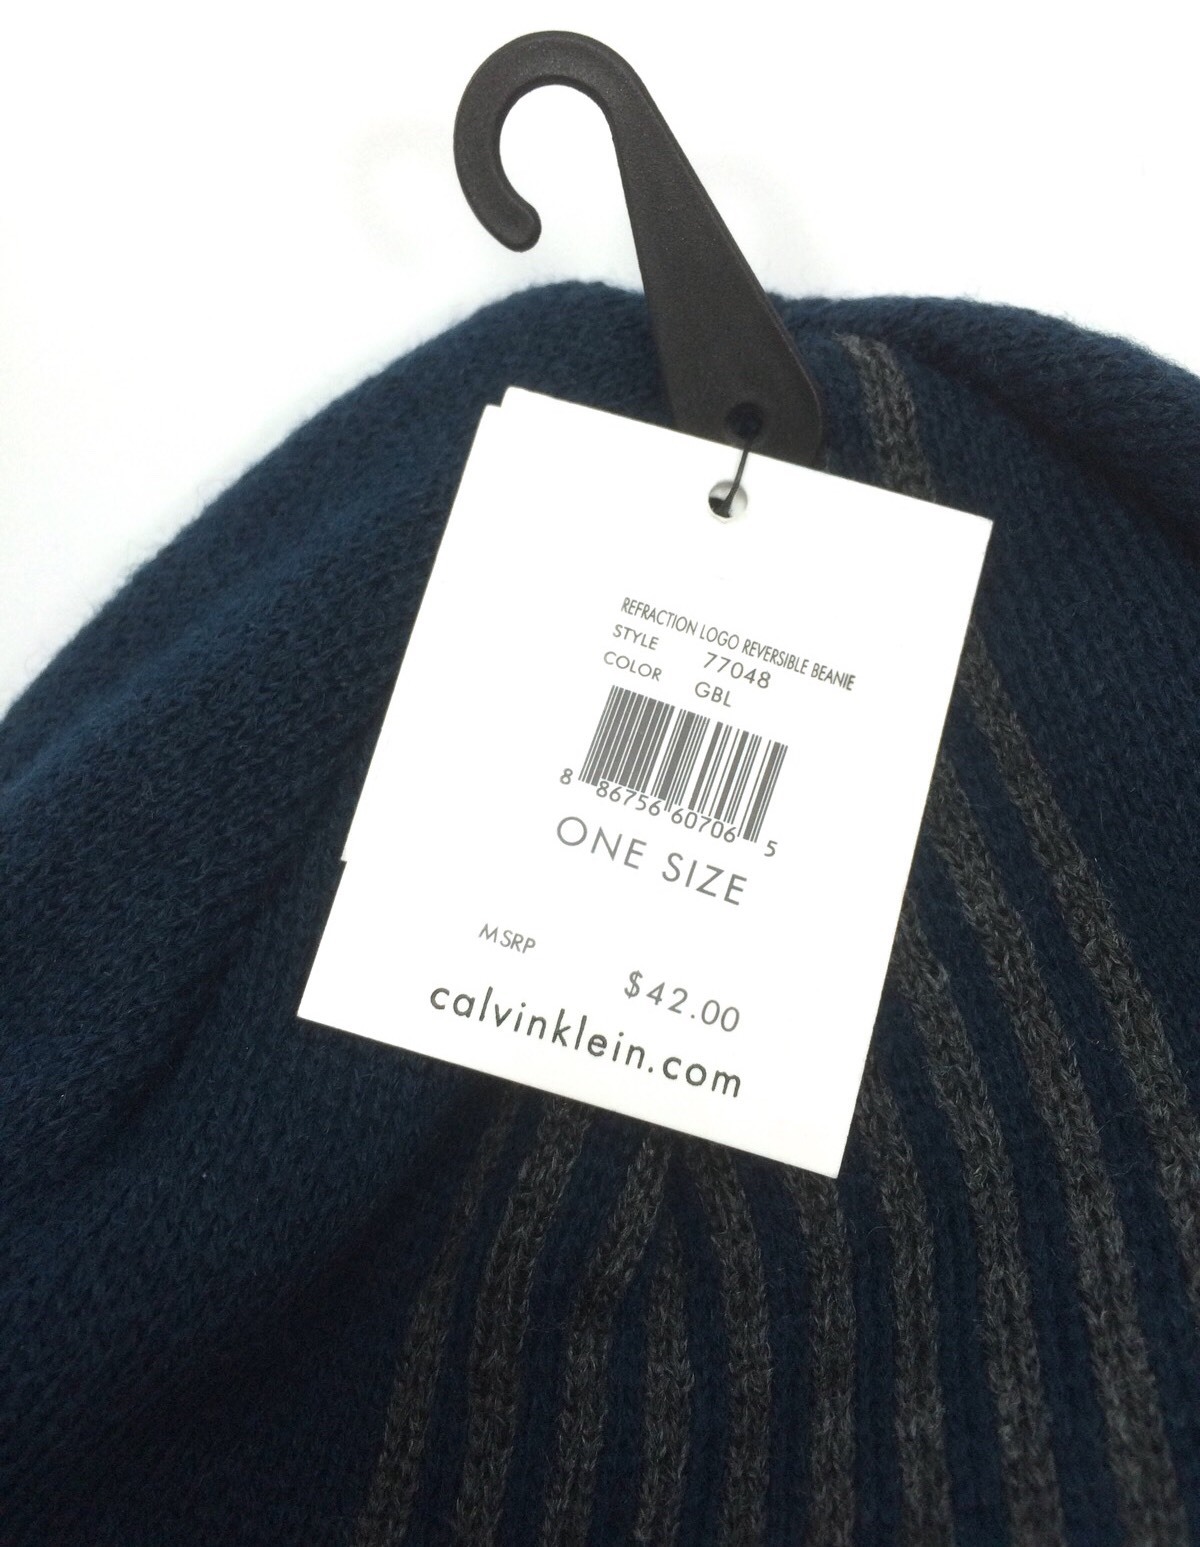 REFRACTION LOGO REVERSIBLE BEANIE
STYLE 77048
COLOR GBL
8 86756 60706 5
ONE SIZE
MSRP $42.00
calvinklein.com